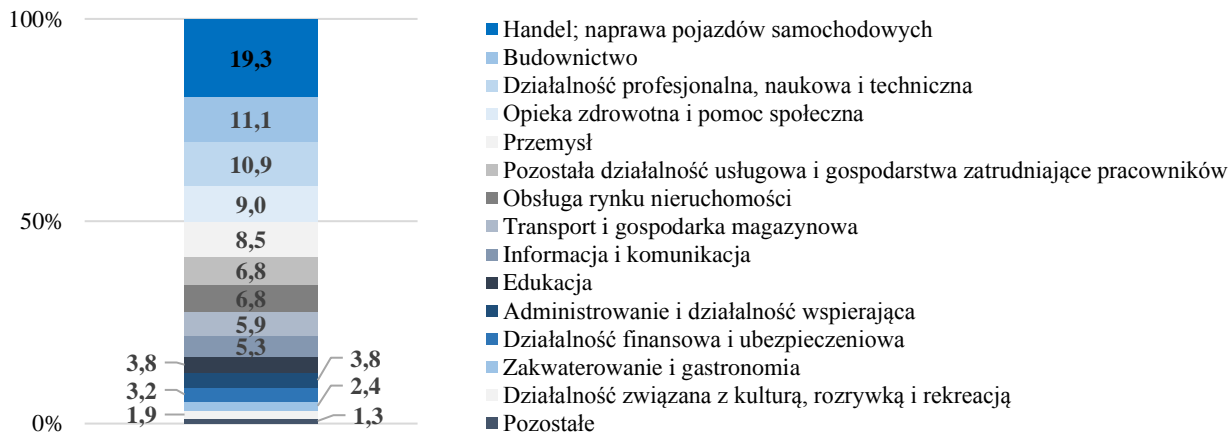 100%
50%
0%
19,3
11,1
10,9
9,0
8,5
6,8
6,8
5,9
5,3
3,8
3,8
3,2
2,4
1,9
1,3
Handel; naprawa pojazdów samochodowych
Budownictwo
Działalność profesjonalna, naukowa i techniczna
Opieka zdrowotna i pomoc społeczna
Przemysł
Pozostała działalność usługowa i gospodarstwa zatrudniające pracowników
Obsługa rynku nieruchomości
Transport i gospodarka magazynowa
Informacja i komunikacja
Edukacja
Administrowanie i działalność wspierająca
Działalność finansowa i ubezpieczeniowa
Zakwaterowanie i gastronomia
Działalność związana z kulturą, rozrywką i rekreacją
Pozostałe